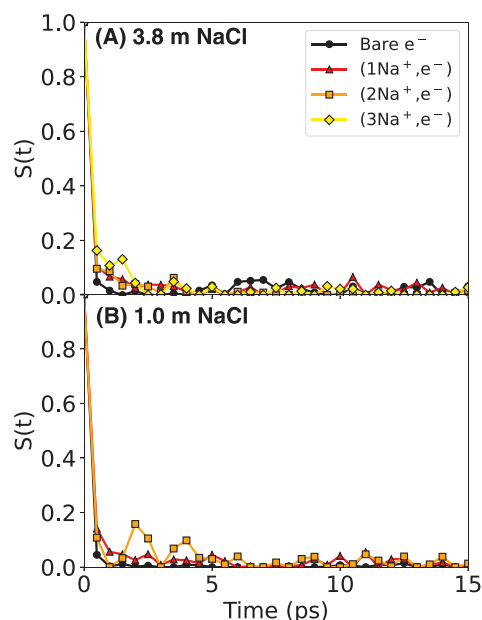 (A) 3.8 m NaCl
Bare e⁻
(1Na⁺,e⁻)
(2Na⁺,e⁻)
(3Na⁺,e⁻)
S(t)
1.0
0.8
0.6
0.4
0.2
0.0
(B) 1.0 m NaCl
S(t)
0.8
0.6
0.4
0.2
0.0
0
5
10
15
Time (ps)